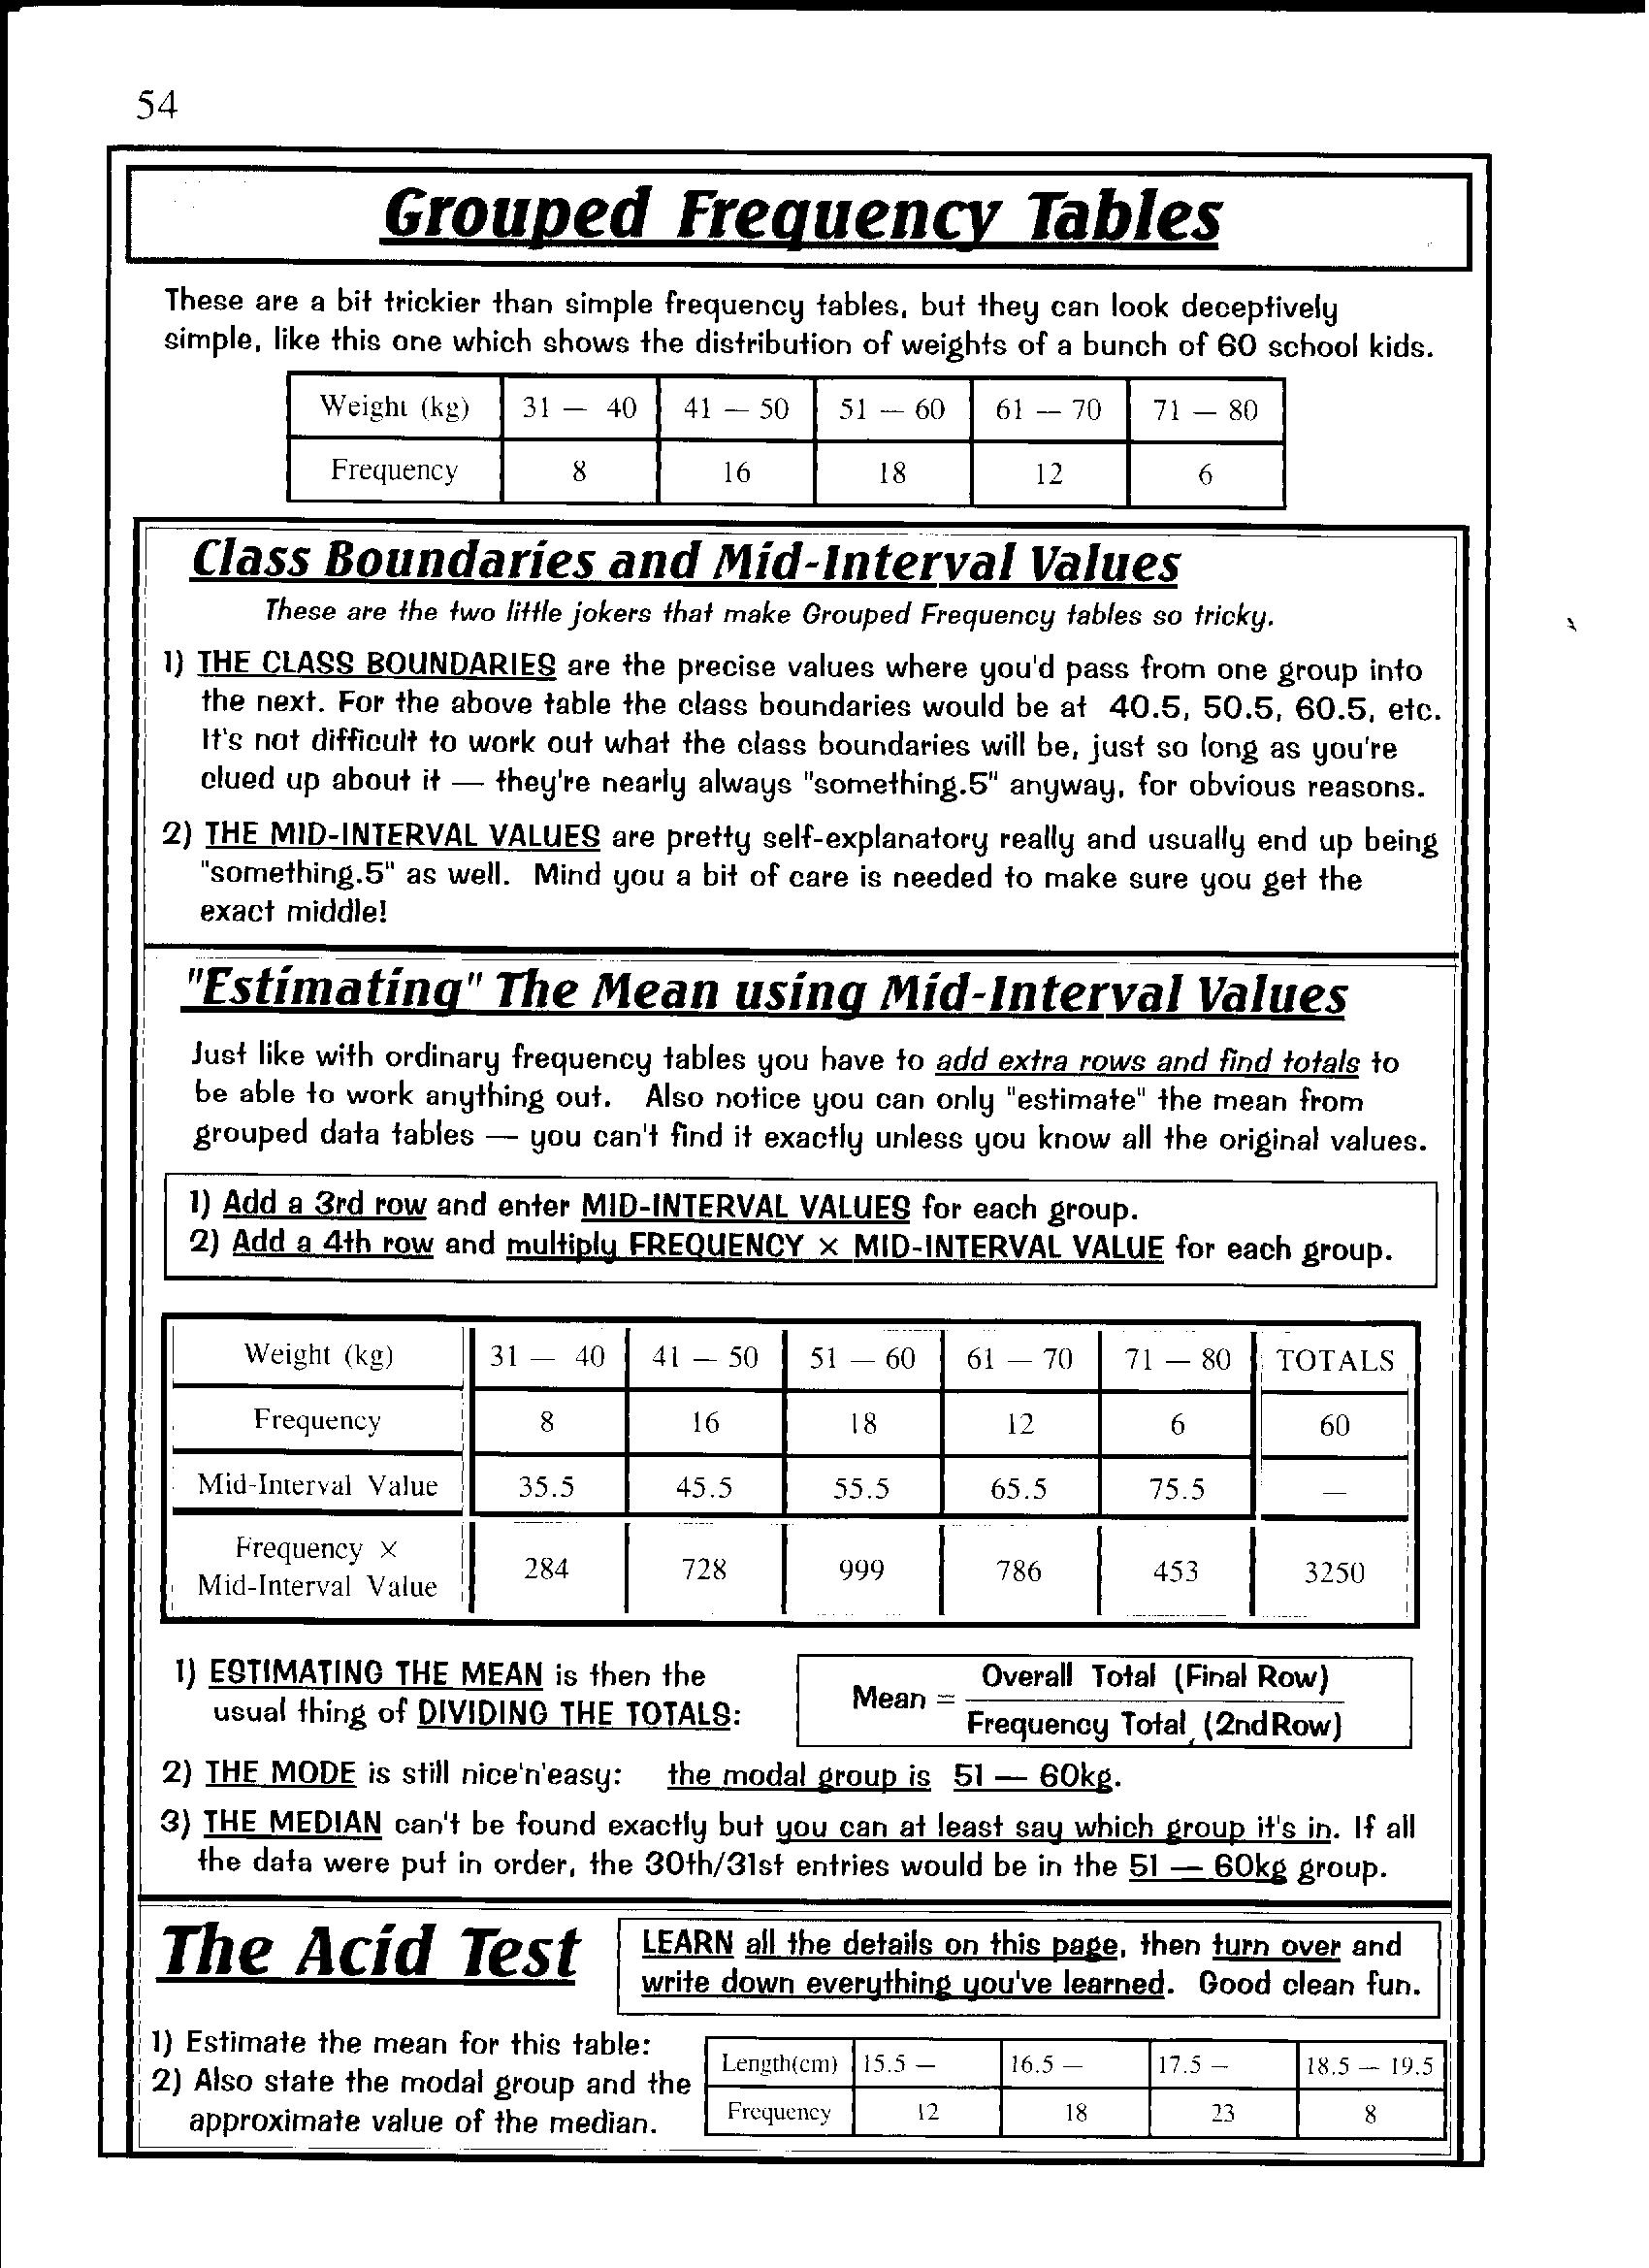 54
Grouped Frequency Tables
These are a bit trickier than simple frequency tables, but they can look deceptively
simple, like this one which shows the distribution of weights of a bunch of 60 school kids.
Weight (kg) 31 — 40 41 — 50 51 — 60 61 — 70 71 — 80
Frequency 8 16 18 12 6
Class Boundaries and Mid-Interval Values
These are the two little jokers that make Grouped Frequency tables so tricky.
1) THE CLASS BOUNDARIES are the precise values where you'd pass from one group into
the next. For the above table the class boundaries would be at 40.5, 50.5, 60.5, etc.
It's not difficult to work out what the class boundaries will be, just so long as you're
clued up about it — they're nearly always "something.5" anyway, for obvious reasons.
2) THE MID-INTERVAL VALUES are pretty self-explanatory really and usually end up being
"something.5" as well. Mind you a bit of care is needed to make sure you get the
exact middle!
"Estimating" The Mean using Mid-Interval Values
Just like with ordinary frequency tables you have to add extra rows and find totals to
be able to work anything out. Also notice you can only "estimate" the mean from
grouped data tables — you can't find it exactly unless you know all the original values.
1) Add a 3rd row and enter MID-INTERVAL VALUES for each group.
2) Add a 4th row and multiply FREQUENCY × MID-INTERVAL VALUE for each group.
Weight (kg) 31 — 40 41 — 50 51 — 60 61 — 70 71 — 80 TOTALS
Frequency 8 16 18 12 6 60
Mid-Interval Value 35.5 45.5 55.5 65.5 75.5 —
Frequency ×
Mid-Interval Value 284 728 999 786 453 3250
1) ESTIMATING THE MEAN is then the
usual thing of DIVIDING THE TOTALS:
Mean = Overall Total (Final Row)
Frequency Total (2nd Row)
2) THE MODE is still nice'n'easy: the modal group is 51 — 60kg.
3) THE MEDIAN can't be found exactly but you can at least say which group it's in. If all
the data were put in order, the 30th/31st entries would be in the 51 — 60kg group.
The Acid Test
LEARN all the details on this page, then turn over and
write down everything you've learned. Good clean fun.
1) Estimate the mean for this table:
2) Also state the modal group and the
approximate value of the median.
Length(cm) 15.5 — 16.5 — 17.5 — 18.5 — 19.5
Frequency 12 18 23 8